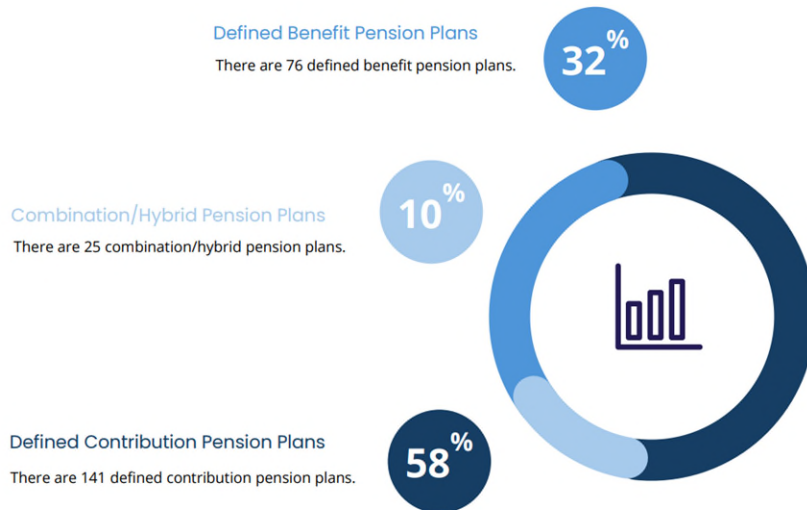 Defined Benefit Pension Plans
There are 76 defined benefit pension plans.
32%
Combination/Hybrid Pension Plans
There are 25 combination/hybrid pension plans.
10%
Defined Contribution Pension Plans
There are 141 defined contribution pension plans.
58%